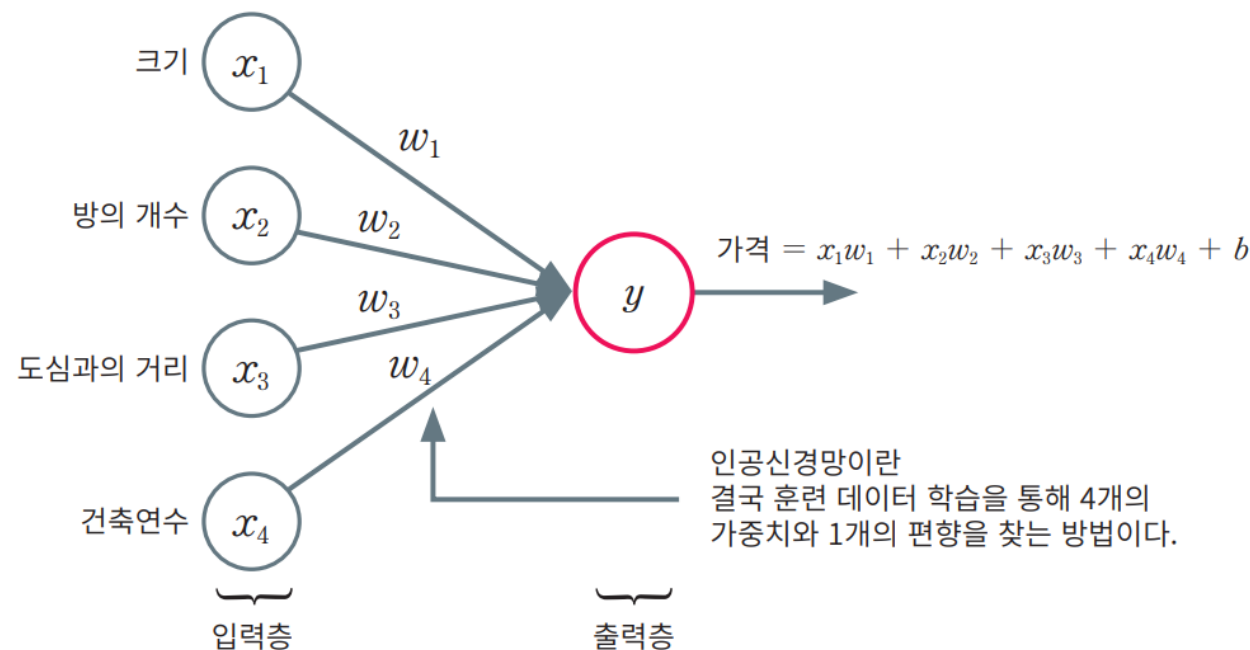 크기
x₁
w₁
방의 개수
x₂
w₂
가격 = x₁w₁ + x₂w₂ + x₃w₃ + x₄w₄ + b
y
w₃
도심과의 거리
x₃
w₄
인공신경망이란
결국 훈련 데이터 학습을 통해 4개의
가중치와 1개의 편향을 찾는 방법이다.
건축연수
x₄
입력층
출력층